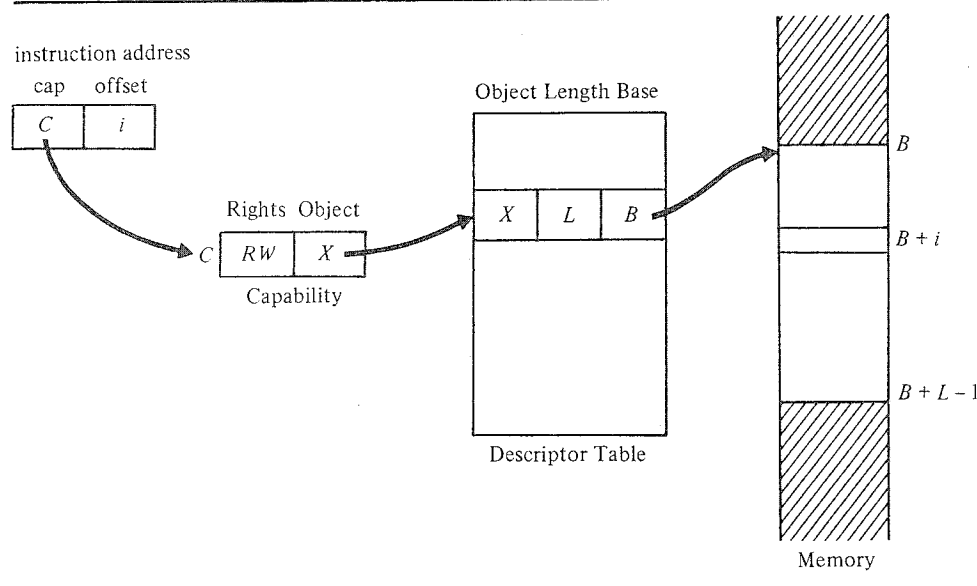 instruction address
cap offset
C i
Rights Object
C RW X
Capability
Object Length Base
X L B
Descriptor Table
B
B + i
B + L − 1
Memory